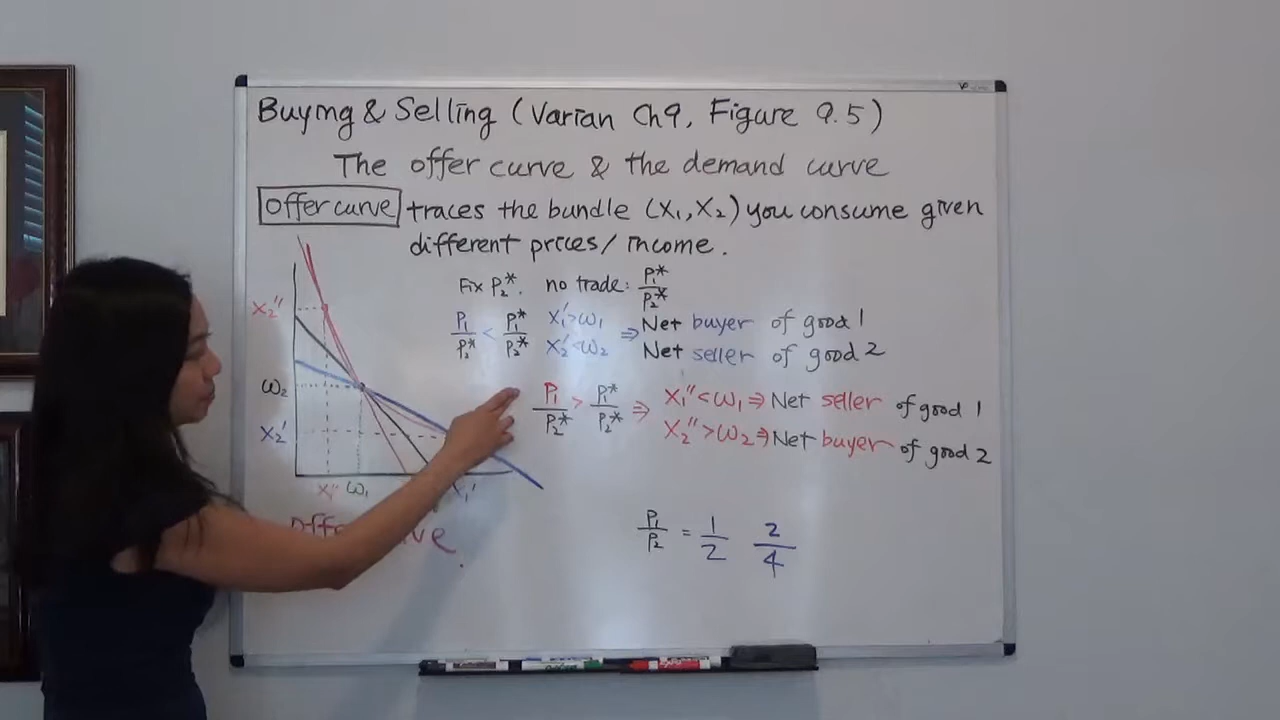 Buying & Selling (Varian Ch9, Figure 9.5)
The offer curve & the demand curve
offer curve traces the bundle (X₁, X₂) you consume given
different prices/ income.
Fix P₂*. no trade: P₁*/P₂*
P₁/P₂* < P₁*/P₂* X₁'>ω₁ ⇒ Net buyer of good 1
X₂'<ω₂ Net seller of good 2
P₁/P₂* > P₁*/P₂* ⇒ X₁''<ω₁ ⇒ Net seller of good 1
X₂''>ω₂ ⇒ Net buyer of good 2
X₂''
ω₂
X₂'
X₁'' ω₁ X₁'
P₁/P₂ = 1/2 2/4